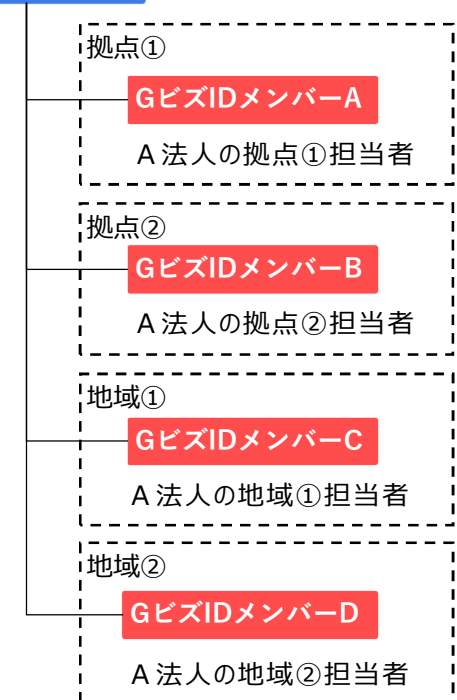 拠点①
GビズIDメンバーA
A法人の拠点①担当者
拠点②
GビズIDメンバーB
A法人の拠点②担当者
地域①
GビズIDメンバーC
A法人の地域①担当者
地域②
GビズIDメンバーD
A法人の地域②担当者